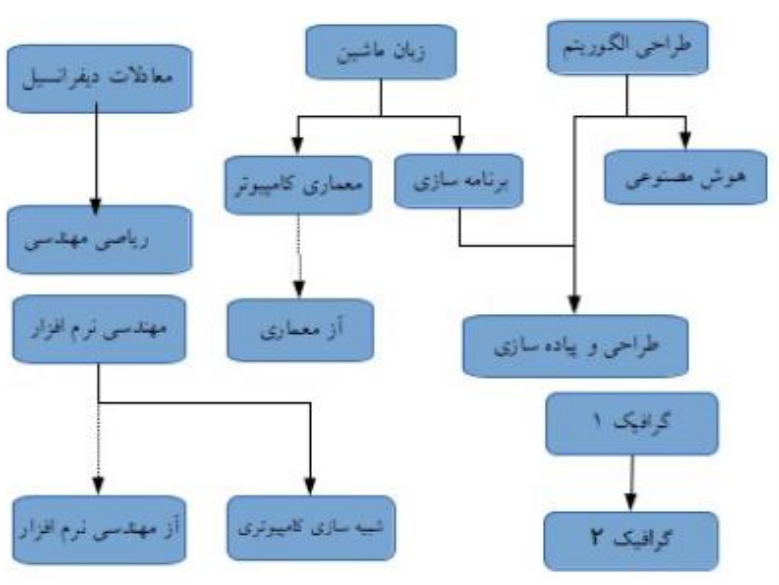 طراحی الگوریتم
زبان ماشین
معادلات دیفرانسیل
هوش مصنوعی
برنامه سازی
معماری کامپیوتر
ریاصی مهندسی
طراحی و پیاده سازی
آز معماری
مهندسی نرم افزار
گرافیک ۱
گرافیک ۲
شبیه سازی کامپیوتری
آز مهندسی نرم افزار